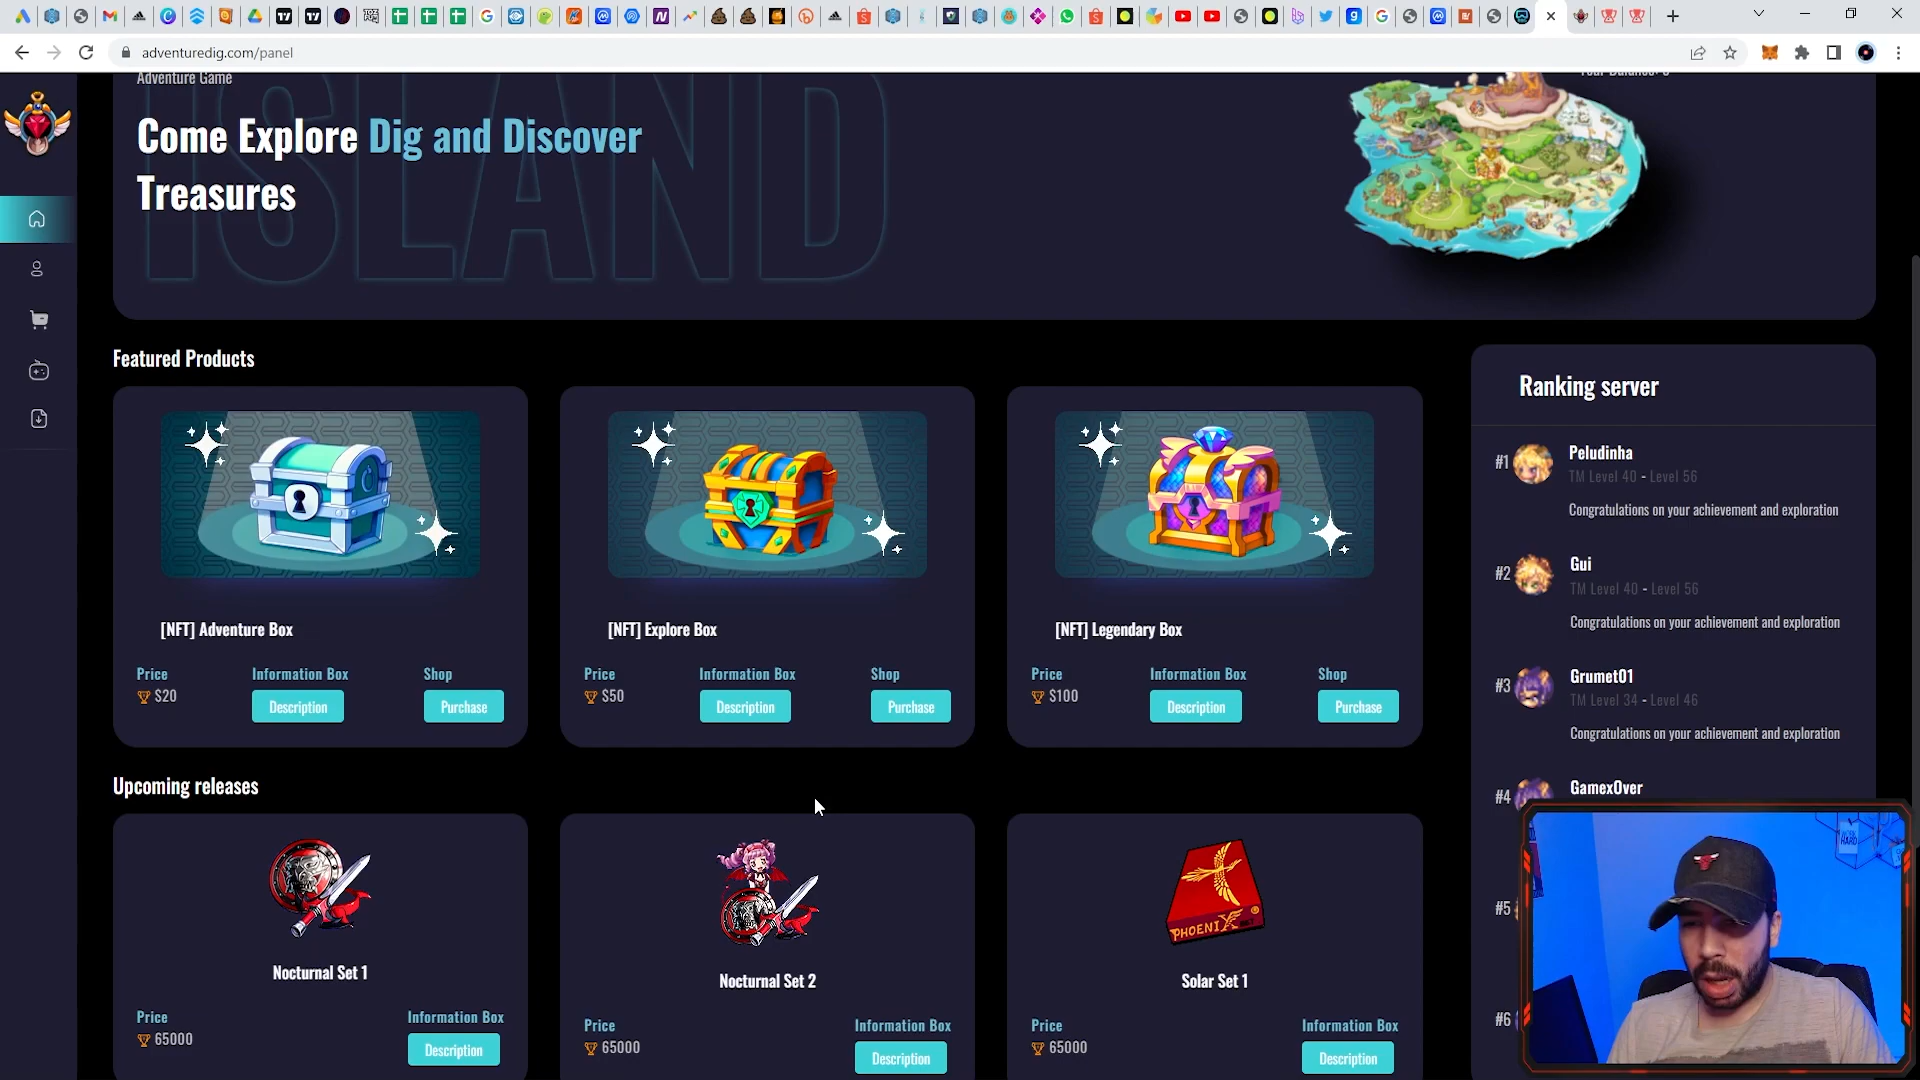 adventuredig.com/panel
Adventure Game
ISLAND
Come Explore Dig and Discover
Treasures
Featured Products
[NFT] Adventure Box
Price
$20
Information Box
Description
Shop
Purchase
[NFT] Explore Box
Price
$50
Information Box
Description
Shop
Purchase
[NFT] Legendary Box
Price
$100
Information Box
Description
Shop
Purchase
Upcoming releases
Nocturnal Set 1
Price
65000
Information Box
Description
Nocturnal Set 2
Price
65000
Information Box
Description
PHOENIX
Solar Set 1
Price
65000
Information Box
Description
Ranking server
#1
Peludinha
TM Level 40 - Level 56
Congratulations on your achievement and exploration
#2
Gui
TM Level 40 - Level 56
Congratulations on your achievement and exploration
#3
Grumet01
TM Level 34 - Level 46
Congratulations on your achievement and exploration
#4
GamexOver
#5
#6
HARD